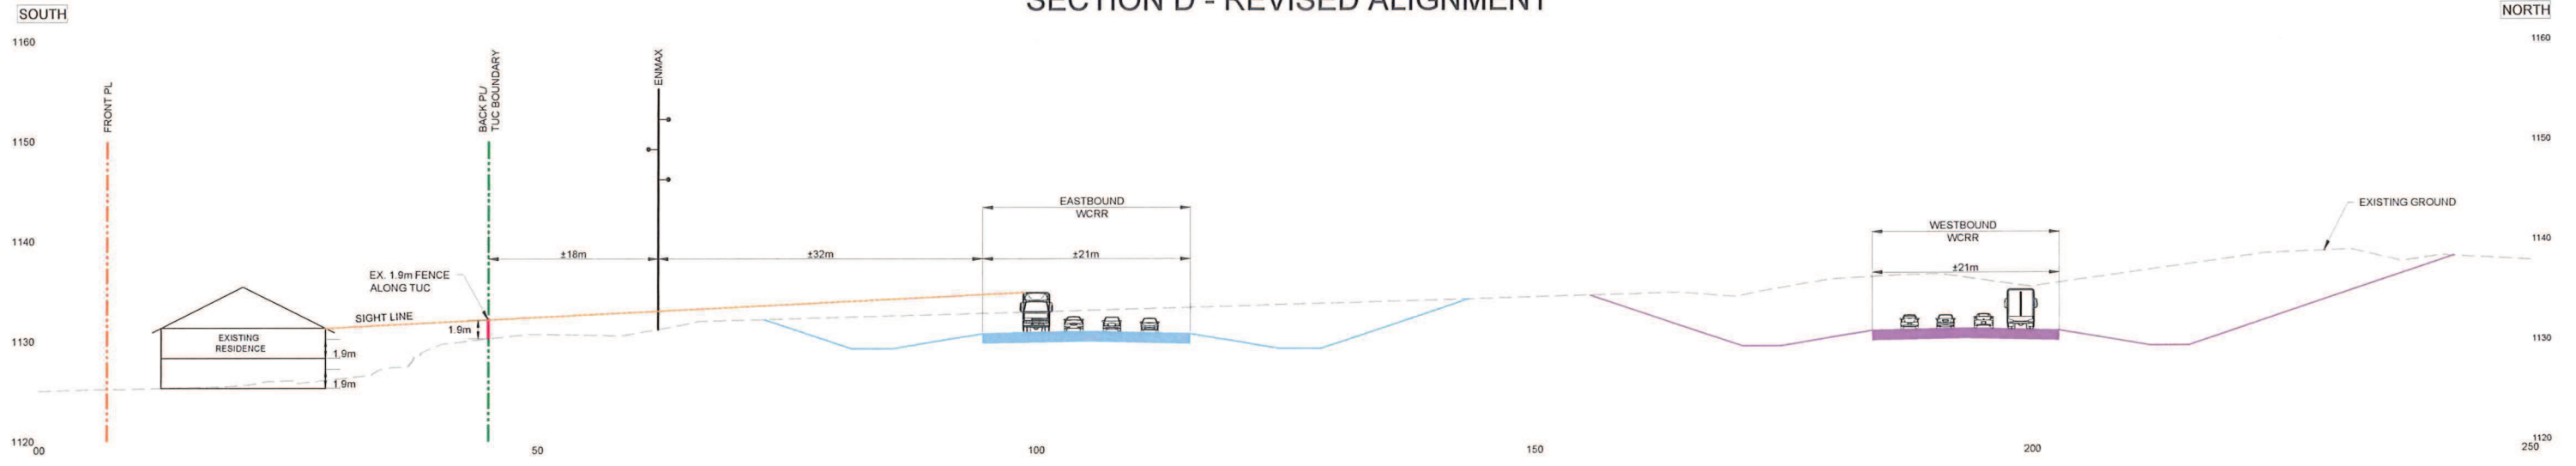 SECTION D - REVISED ALIGNMENT
SOUTH
NORTH
1160
1160
FRONT PL
BACK PL/
TUC BOUNDARY
ENMAX
1150
1150
EASTBOUND
WCRR
EXISTING GROUND
WESTBOUND
WCRR
1140
1140
±18m
±32m
±21m
±21m
EX. 1.9m FENCE
ALONG TUC
SIGHT LINE
1.9m
EXISTING
RESIDENCE
1130
1130
1.9m
1.9m
1120
1120
00
50
100
150
200
250